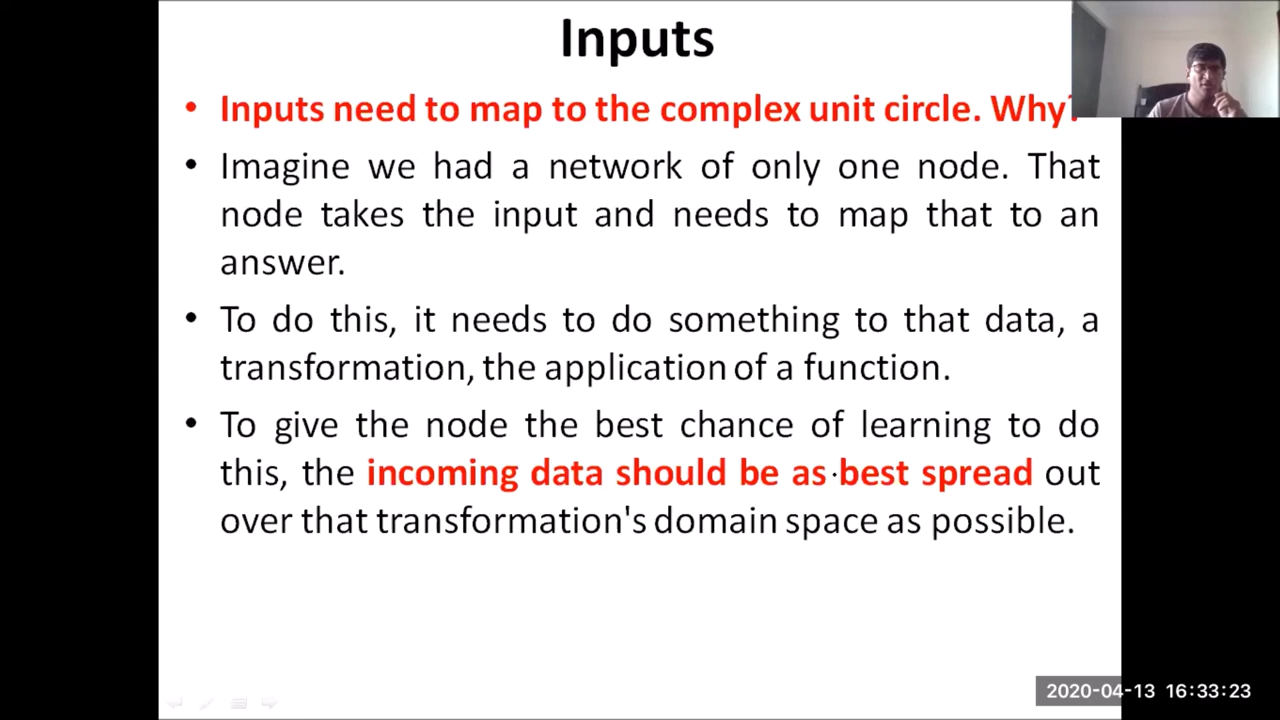 Inputs
• Inputs need to map to the complex unit circle. Why?
• Imagine we had a network of only one node. That
node takes the input and needs to map that to an
answer.
• To do this, it needs to do something to that data, a
transformation, the application of a function.
• To give the node the best chance of learning to do
this, the incoming data should be as best spread out
over that transformation's domain space as possible.
2020-04-13 16:33:23